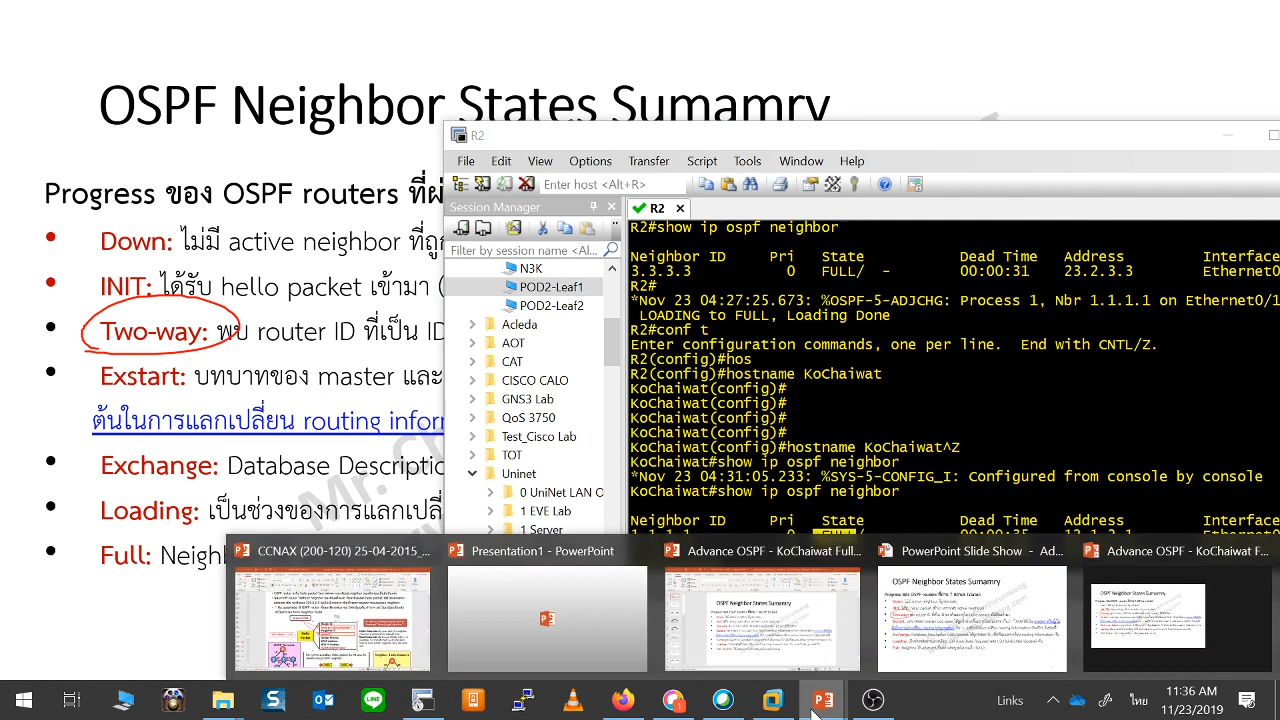 OSPF Neighbor States Sumamry
Progress ของ OSPF routers ที่
Down: ไม่มี active neighbor ที่ถู
INIT: ได้รับ hello packet เข้ามา (
Two-way: พบ router ID ที่เป็น ID
Exstart: บทบาทของ master และ
ต้นในการแลกเปลี่ยน routing infor
Exchange: Database Descriptio
Loading: เป็นช่วงของการแลกเปลี่
Full: Neighb
Mr. Ch
R2
File Edit View Options Transfer Script Tools Window Help
Enter host <Alt+R>
Session Manager
Filter by session name <Al...
N3K
POD2-Leaf1
POD2-Leaf2
Acleda
AOT
CAT
CISCO CALO
GNS3 Lab
QoS 3750
Test_Cisco Lab
TOT
Uninet
0 UniNet LAN O
1 EVE Lab
1 Server
R2
R2#show ip ospf neighbor
Neighbor ID Pri State Dead Time Address Interface
3.3.3.3 0 FULL/ - 00:00:31 23.2.3.3 Ethernet0
R2#
*Nov 23 04:27:25.673: %OSPF-5-ADJCHG: Process 1, Nbr 1.1.1.1 on Ethernet0/1
LOADING to FULL, Loading Done
R2#conf t
Enter configuration commands, one per line. End with CNTL/Z.
R2(config)#hos
R2(config)#hostname KoChaiwat
KoChaiwat(config)#
KoChaiwat(config)#
KoChaiwat(config)#
KoChaiwat(config)#
KoChaiwat(config)#hostname KoChaiwat^Z
KoChaiwat#show ip ospf neighbor
*Nov 23 04:31:05.233: %SYS-5-CONFIG_I: Configured from console by console
KoChaiwat#show ip ospf neighbor
Neighbor ID Pri State Dead Time Address Interface
CCNAX (200-120) 25-04-2015_...
Presentation1 - PowerPoint
Advance OSPF - KoChaiwat Full...
PowerPoint Slide Show - Ad...
Advance OSPF - KoChaiwat F...
OSPF Neighbor States Sumamry
OSPF Neighbor States Sumamry
OSPF Neighbor States Sumamry
Links
ไทย
11:36 AM
11/23/2019